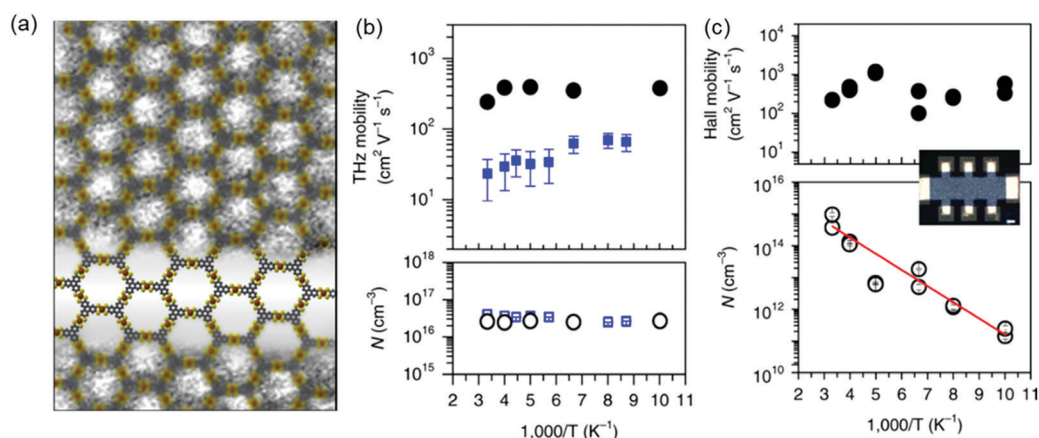 (a)
(b)
THz mobility
(cm² V⁻¹ s⁻¹)
10³
10²
10¹
N (cm⁻³)
10¹⁸
10¹⁷
10¹⁶
10¹⁵
2 3 4 5 6 7 8 9 10 11
1,000/T (K⁻¹)
(c)
Hall mobility
(cm² V⁻¹ s⁻¹)
10⁴
10³
10²
10¹
N (cm⁻³)
10¹⁶
10¹⁴
10¹²
10¹⁰
2 3 4 5 6 7 8 9 10 11
1,000/T (K⁻¹)